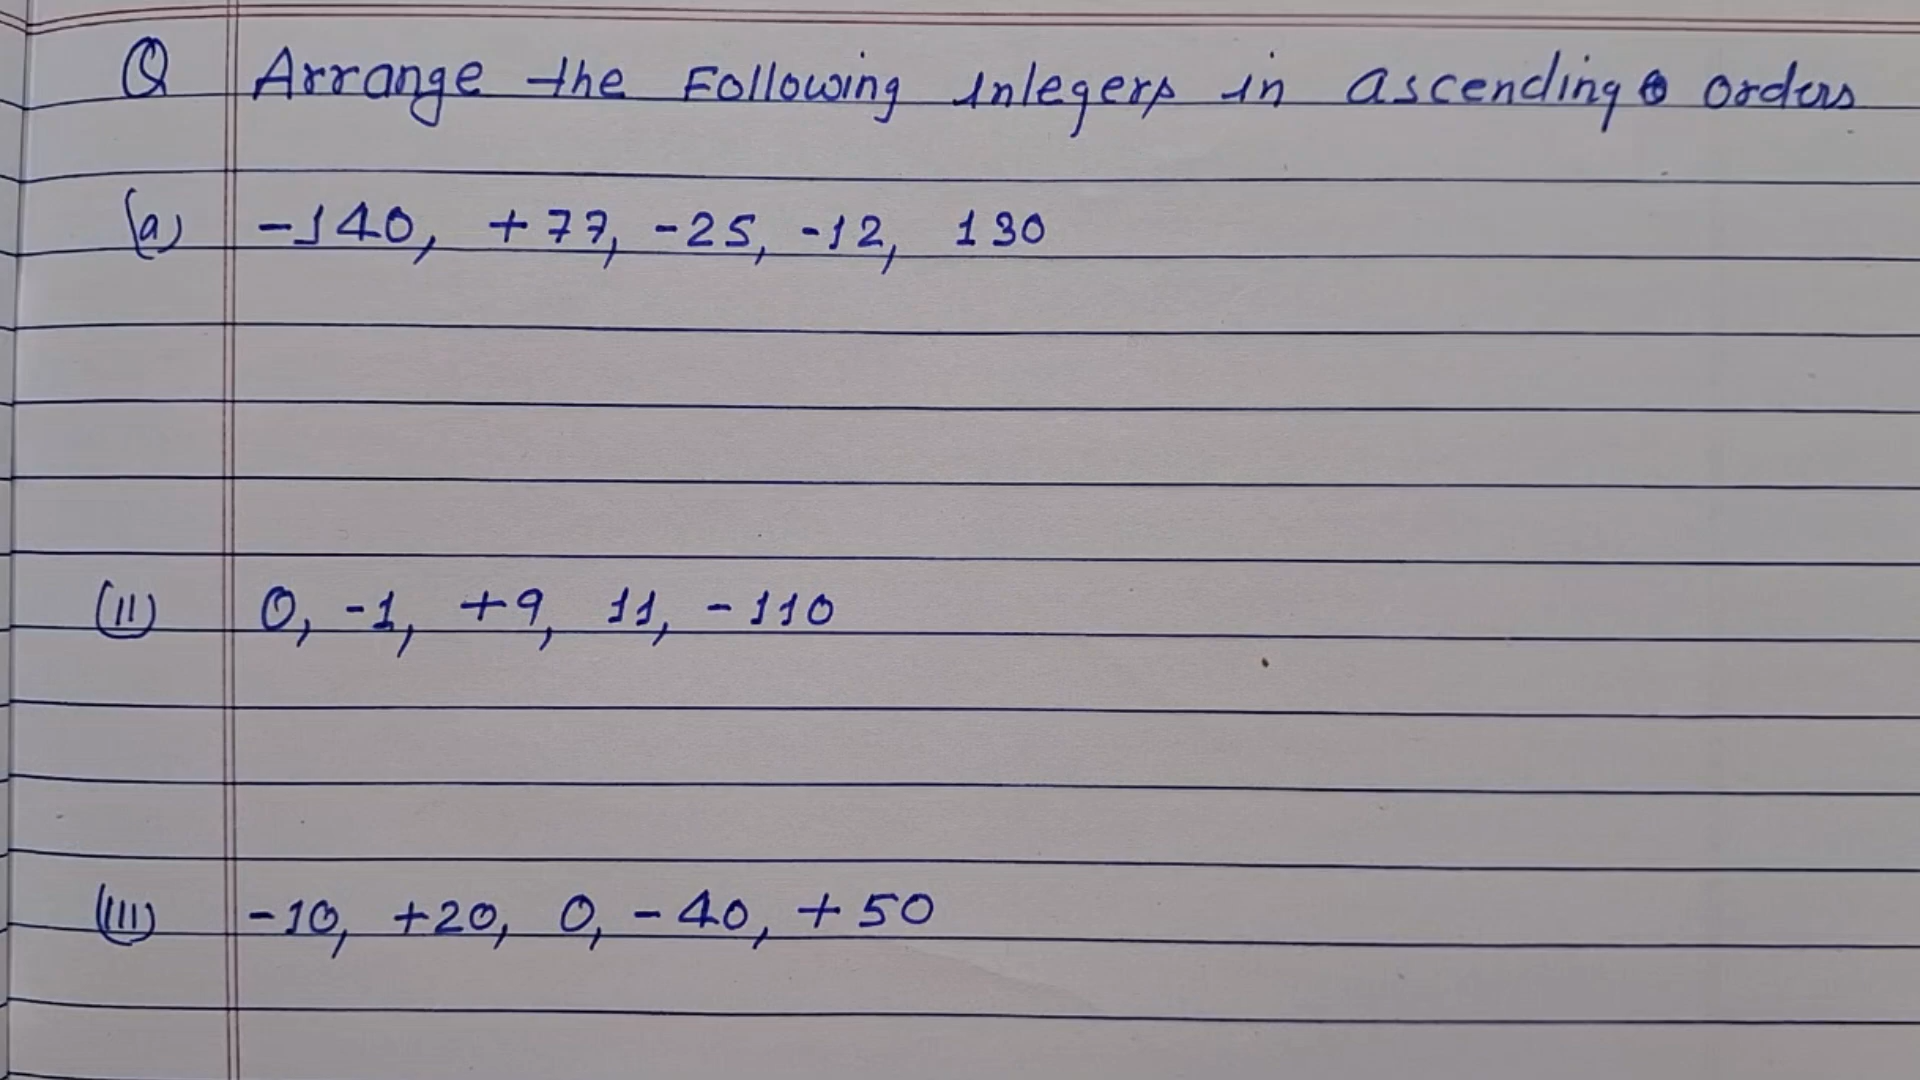 Q Arrange the Following Inlegers in ascending orders
(a) -140, +77, -25, -12, 130
(II) 0, -1, +9, 11, -110
(III) -10, +20, 0, -40, +50